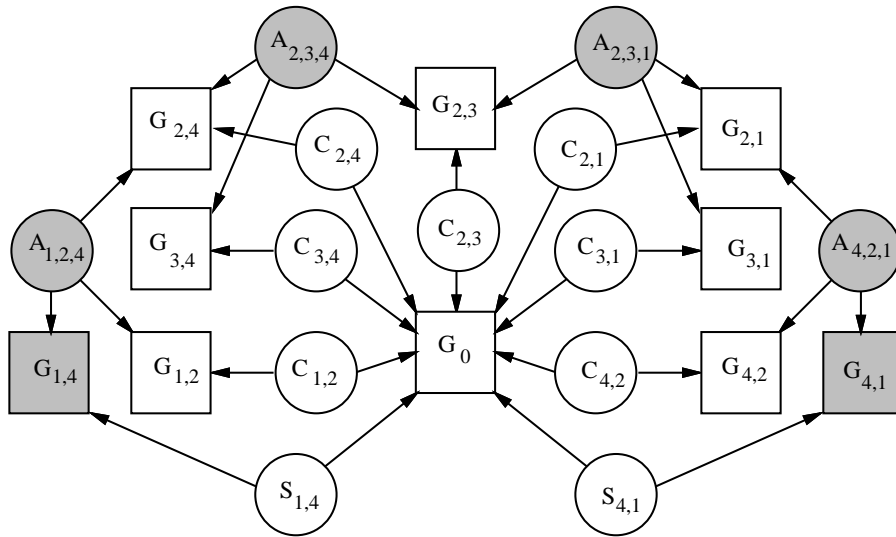 A2,3,4
A2,3,1
G2,3
G2,4
G2,1
C2,4
C2,1
C2,3
A1,2,4
G3,4
C3,4
C3,1
G3,1
A4,2,1
G0
G1,4
G1,2
C1,2
C4,2
G4,2
G4,1
S1,4
S4,1